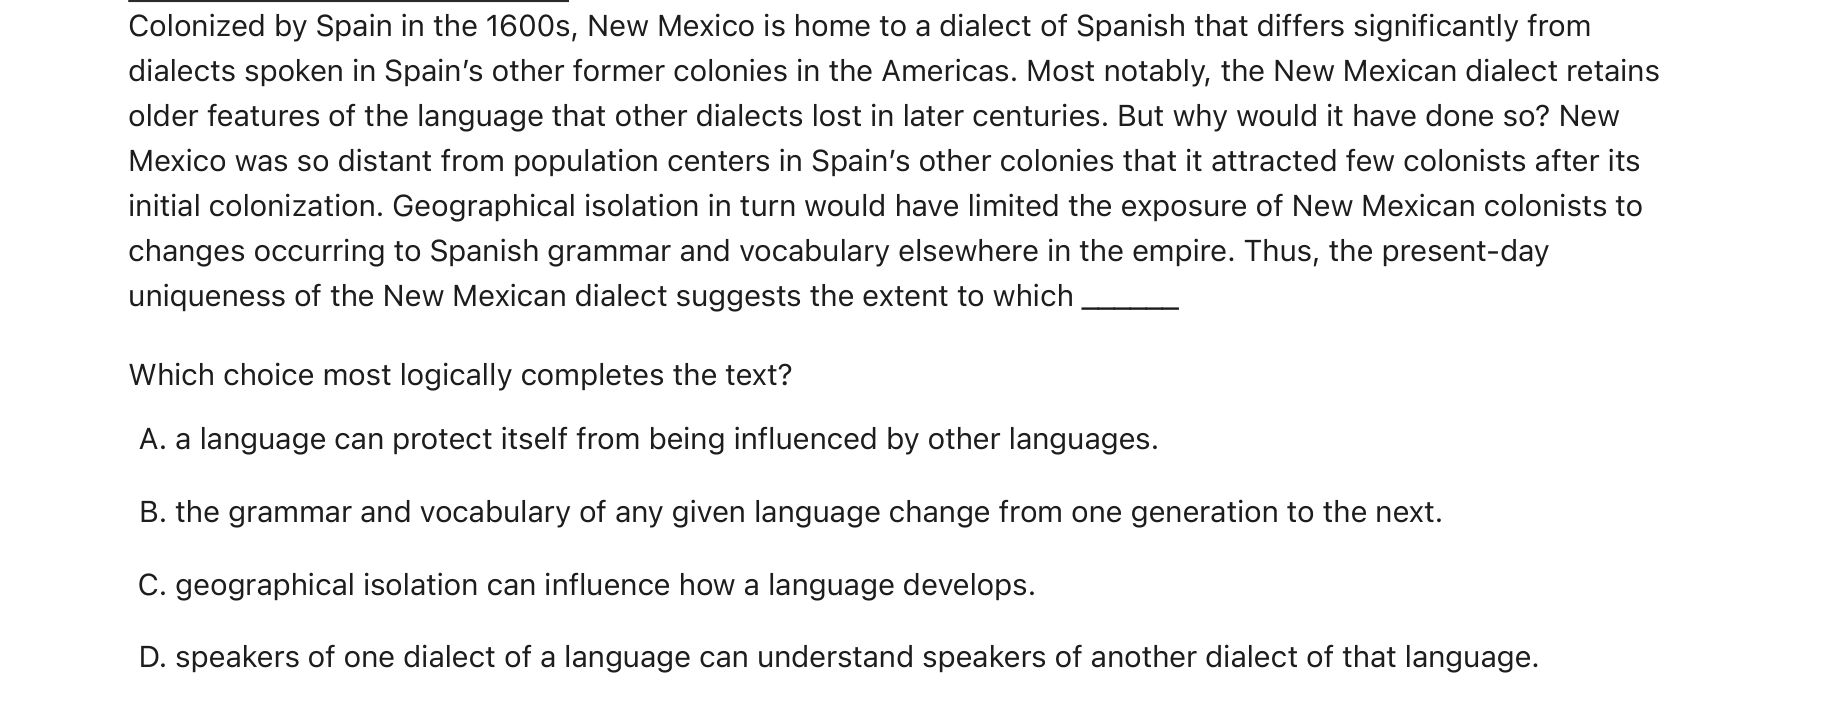 Colonized by Spain in the 1600s, New Mexico is home to a dialect of Spanish that differs significantly from
dialects spoken in Spain’s other former colonies in the Americas. Most notably, the New Mexican dialect retains
older features of the language that other dialects lost in later centuries. But why would it have done so? New
Mexico was so distant from population centers in Spain’s other colonies that it attracted few colonists after its
initial colonization. Geographical isolation in turn would have limited the exposure of New Mexican colonists to
changes occurring to Spanish grammar and vocabulary elsewhere in the empire. Thus, the present-day
uniqueness of the New Mexican dialect suggests the extent to which ______
Which choice most logically completes the text?
A. a language can protect itself from being influenced by other languages.
B. the grammar and vocabulary of any given language change from one generation to the next.
C. geographical isolation can influence how a language develops.
D. speakers of one dialect of a language can understand speakers of another dialect of that language.